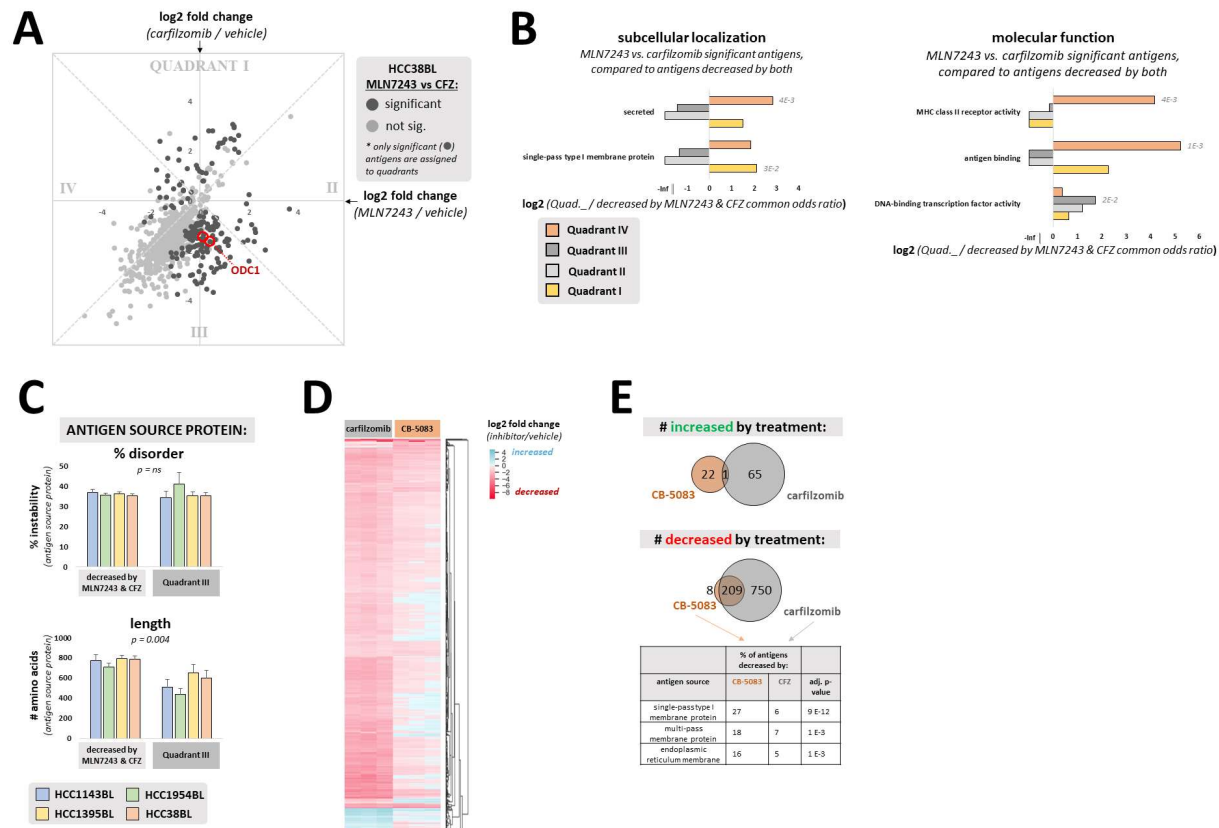 A
log2 fold change
(carfilzomib / vehicle)
QUADRANT I
HCC38BL
MLN7243 vs CFZ:
significant
not sig.
* only significant (●)
antigens are assigned
to quadrants
4
2
IV
II
-4
-2
2
4
log2 fold change
(MLN7243 / vehicle)
ODC1
-4
III
B
subcellular localization
MLN7243 vs. carfilzomib significant antigens,
compared to antigens decreased by both
secreted
4E-3
single-pass type I membrane protein
3E-2
-Inf -1 0 1 2 3 4
log2 (Quad._ / decreased by MLN7243 & CFZ common odds ratio)
Quadrant IV
Quadrant III
Quadrant II
Quadrant I
molecular function
MLN7243 vs. carfilzomib significant antigens,
compared to antigens decreased by both
MHC class II receptor activity
4E-3
antigen binding
1E-3
DNA-binding transcription factor activity
2E-2
-Inf 0 1 2 3 4 5 6
log2 (Quad._ / decreased by MLN7243 & CFZ common odds ratio)
C
ANTIGEN SOURCE PROTEIN:
% disorder
p = ns
% instability
(antigen source protein)
50
40
30
20
10
0
decreased by
MLN7243 & CFZ
Quadrant III
length
p = 0.004
# amino acids
(antigen source protein)
1000
800
600
400
200
0
decreased by
MLN7243 & CFZ
Quadrant III
HCC1143BL
HCC1954BL
HCC1395BL
HCC38BL
D
carfilzomib
CB-5083
log2 fold change
(inhibitor/vehicle)
4
2
0
-2
-4
-6
-8
increased
decreased
E
# increased by treatment:
22 1 65
CB-5083
carfilzomib
# decreased by treatment:
8 209 750
CB-5083
carfilzomib
% of antigens
decreased by:
antigen source CB-5083 CFZ adj. p-
value
single-passtype I
membrane protein 27 6 9 E-12
multi-pass
membrane protein 18 7 1 E-3
endoplasmic
reticulum membrane 16 5 1 E-3